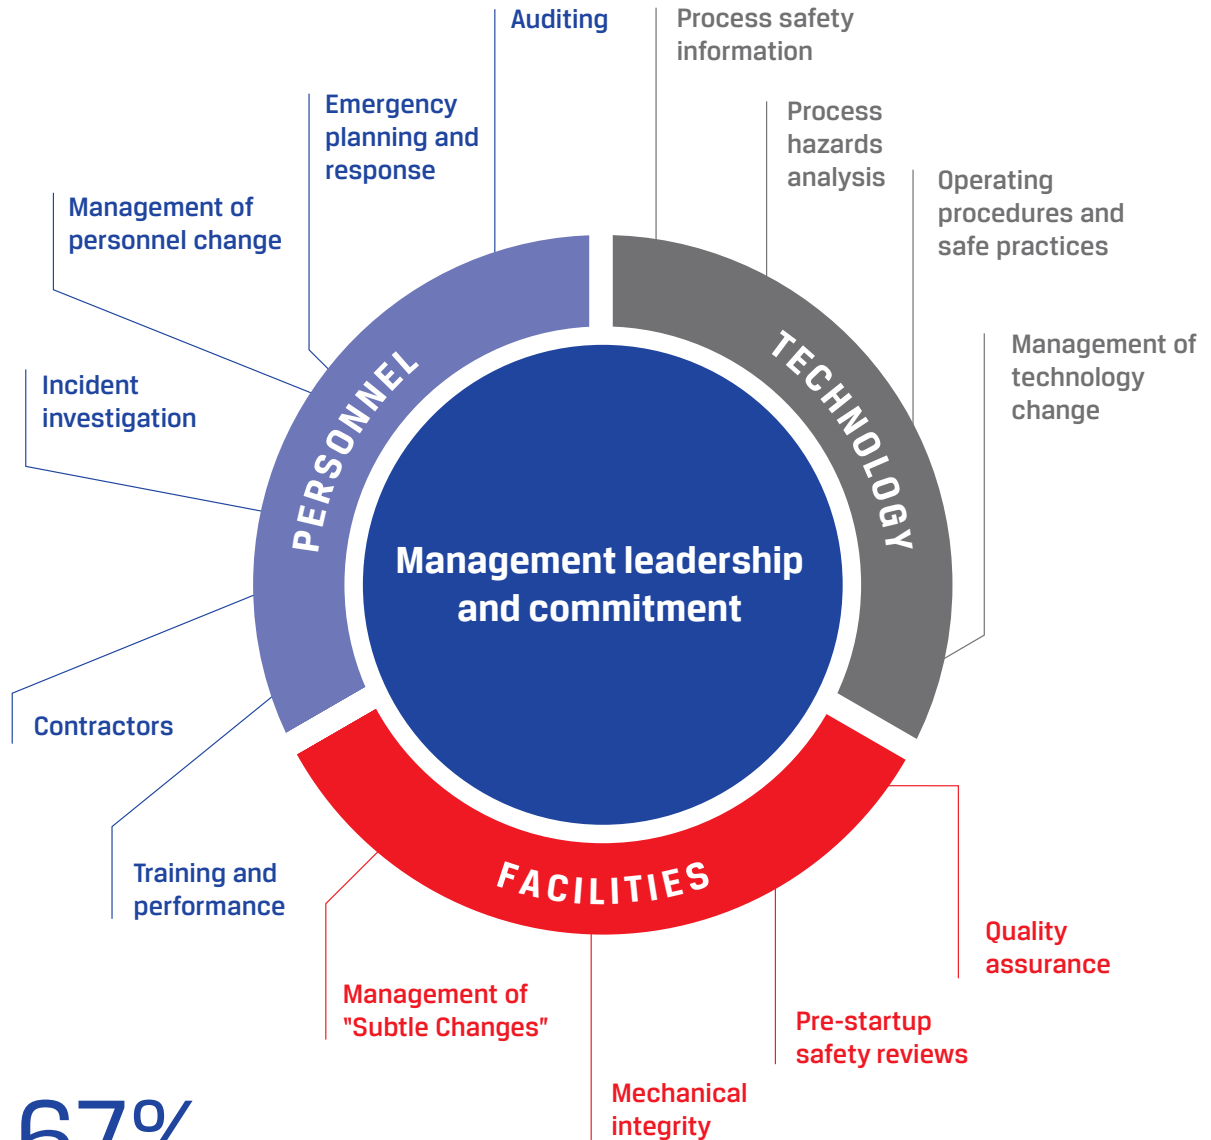 Auditing
Process safety
information
Emergency
planning and
response
Process
hazards
analysis
Operating
procedures and
safe practices
Management of
personnel change
Management of
technology
change
Incident
investigation
PERSONNEL
TECHNOLOGY
Management leadership
and commitment
Contractors
Training and
performance
FACILITIES
Quality
assurance
Management of
"Subtle Changes"
Pre-startup
safety reviews
Mechanical
integrity
67%